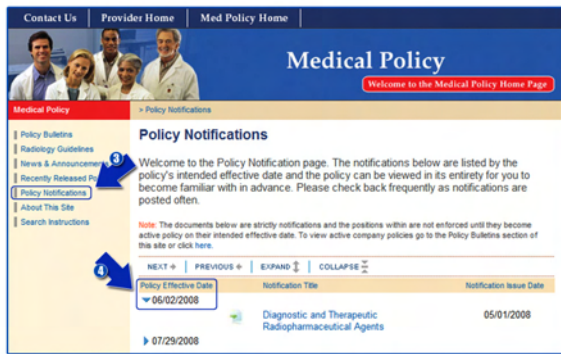 Contact Us Provider Home Med Policy Home
Medical Policy
Welcome to the Medical Policy Home Page
Medical Policy
> Policy Notifications
Policy Bulletins
Radiology Guidelines
News & Announcements
Recently Released
Policy Notifications
About This Site
Search Instructions
3
Policy Notifications
Welcome to the Policy Notification page. The notifications below are listed by the
policy's intended effective date and the policy can be viewed in its entirety for you to
become familiar with in advance. Please check back frequently as notifications are
posted often.
Note: The documents below are strictly notifications and the positions within are not enforced until they become
active policy on their intended effective date. To view active company policies go to the Policy Bulletins section of
this site or click here.
NEXT PREVIOUS EXPAND COLLAPSE
4
Policy Effective Date Notification Title Notification Issue Date
06/02/2008
Diagnostic and Therapeutic 05/01/2008
Radiopharmaceutical Agents
07/29/2008